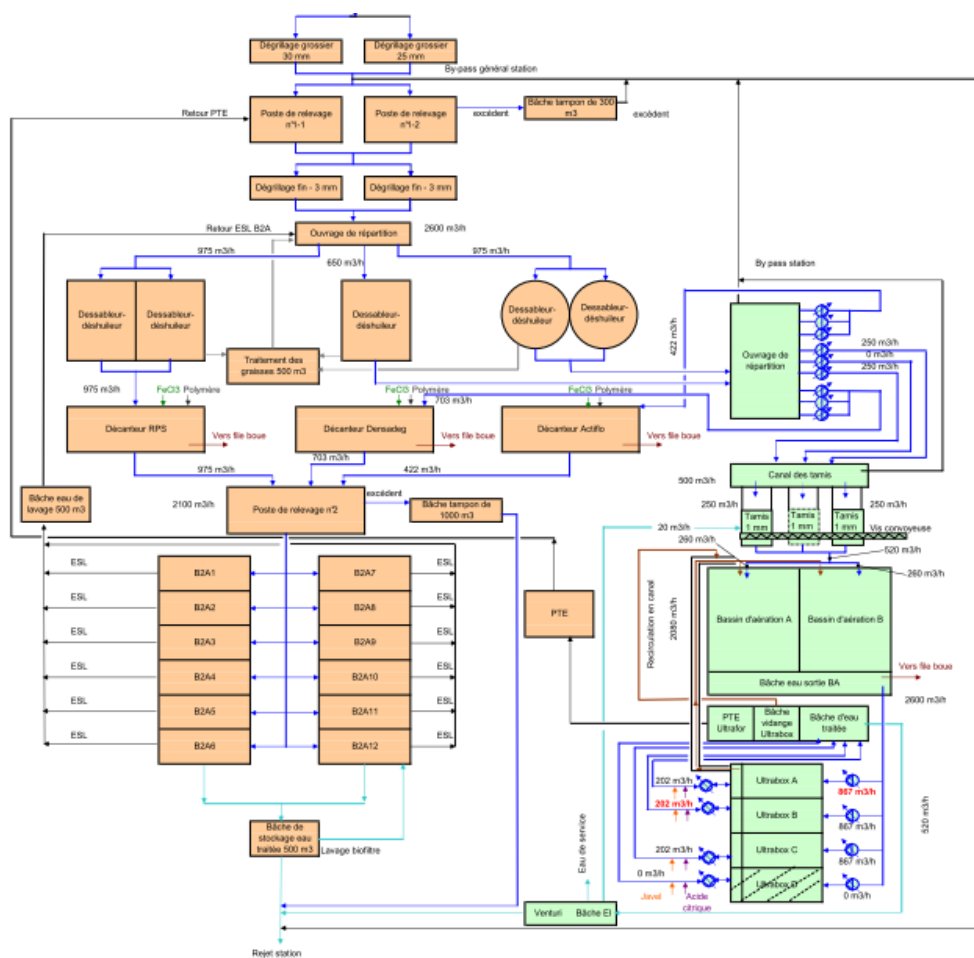 Dégrillage grossier
30 mm
Dégrillage grossier
25 mm
By-pass général station
Retour PTE
Poste de relevage
n°1-1
Poste de relevage
n°1-2
excédent
Bâche tampon de 300
m3
excédent
Dégrillage fin - 3 mm
Dégrillage fin - 3 mm
Retour ESL B2A
Ouvrage de répartition
2600 m3/h
975 m3/h
650 m3/h
975 m3/h
By pass station
Dessableur-
déshuileur
Dessableur-
déshuileur
Dessableur-
déshuileur
Dessableur-
déshuileur
Dessableur-
déshuileur
Traitement des
graisses 500 m3
422 m3/h
Ouvrage de
répartition
250 m3/h
0 m3/h
250 m3/h
975 m3/h
FeCl3 Polymère
703 m3/h
FeCl3 Polymère
Décanteur RPS
Vers file boue
Décanteur Densadeg
Vers file boue
Décanteur Actiflo
Vers file boue
703 m3/h
975 m3/h
422 m3/h
Canal des tamis
500 m3/h
Bâche eau de
lavage 500 m3
2100 m3/h
Poste de relevage n°2
excédent
Bâche tampon de
1000 m3
250 m3/h
250 m3/h
Tamis
1 mm
Tamis
1 mm
Tamis
1 mm
Vis convoyeuse
20 m3/h
260 m3/h
520 m3/h
260 m3/h
ESL
B2A1
B2A7
ESL
ESL
B2A2
B2A8
ESL
ESL
B2A3
B2A9
ESL
ESL
B2A4
B2A10
ESL
ESL
B2A5
B2A11
ESL
ESL
B2A6
B2A12
ESL
PTE
Recirculation en canal
2080 m3/h
Bassin d'aération A
Bassin d'aération B
Bâche eau sortie BA
Vers file boue
2600 m3/h
PTE
Ultrafor
Bâche
vidange
Ultrabox
Bâche d'eau
traitée
202 m3/h
Ultrabox A
867 m3/h
202 m3/h
Ultrabox B
867 m3/h
202 m3/h
Ultrabox C
867 m3/h
0 m3/h
Ultrabox D
0 m3/h
520 m3/h
Javel
Acide
citrique
Bâche de
stockage eau
traitée 500 m3
Lavage biofiltre
Eau de service
Venturi
Bâche EI
Rejet station